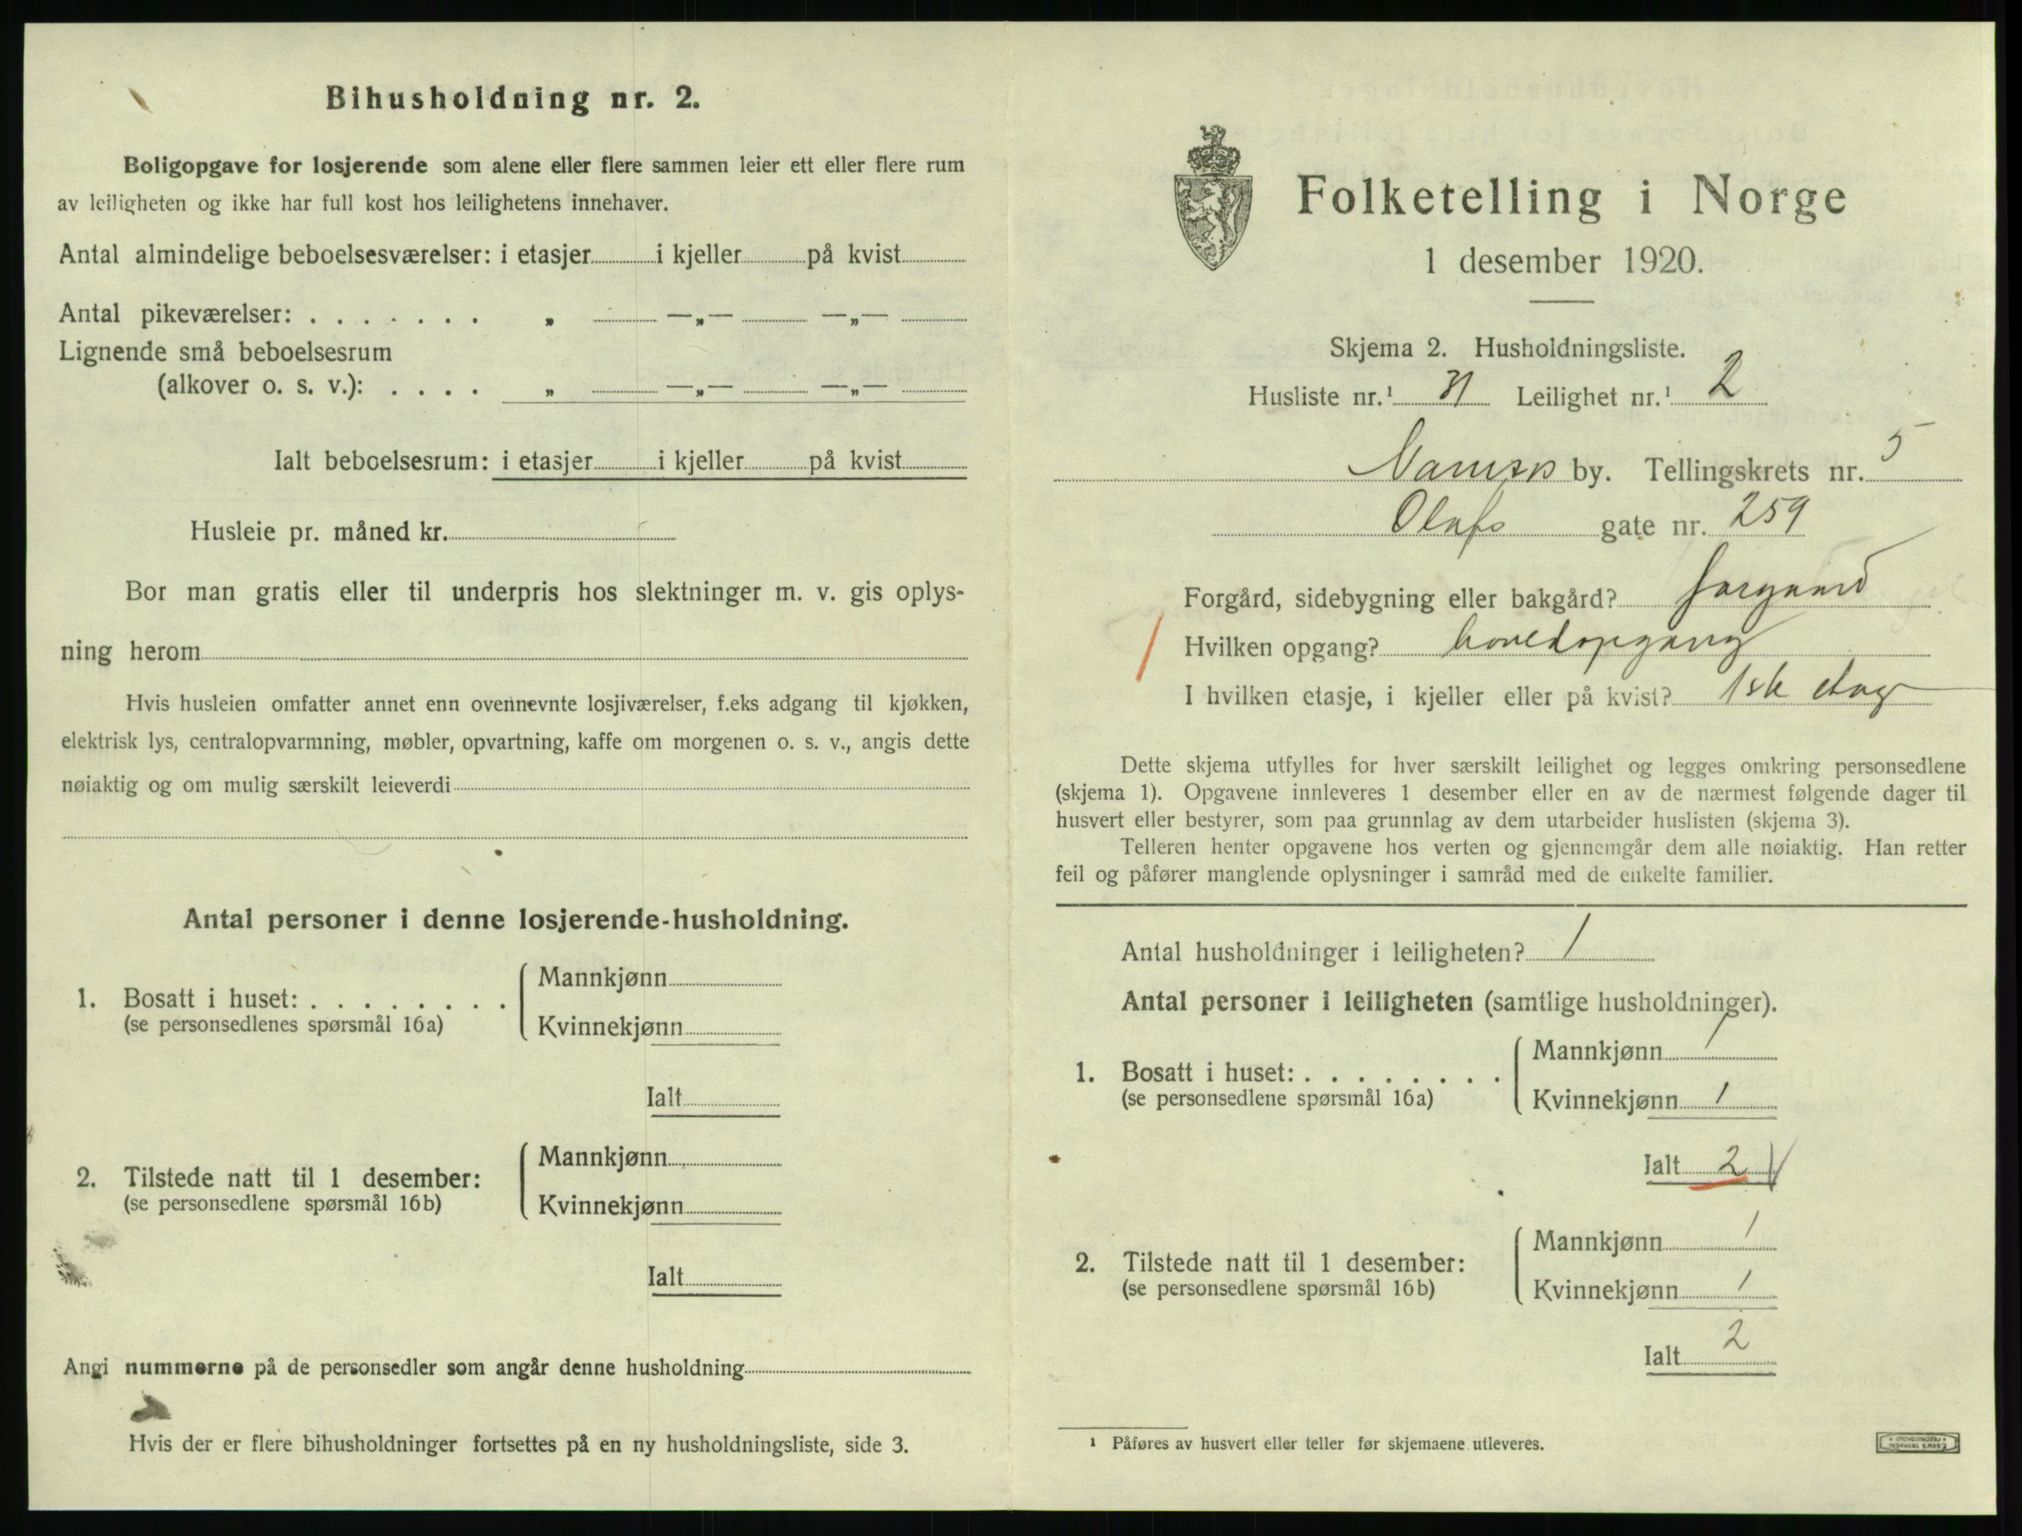 Bihusholdning nr. 2.
Boligopgave for losjerende som alene eller flere sammen leier ett eller flere rum
av leiligheten og ikke har full kost hos leilighetens innehaver.
Antal almindelige beboelsesværelser: i etasjer i kjeller på kvist
Antal pikeværelser: . . . . . . . „ —„— —„—
Lignende små beboelsesrum
(alkover o. s. v.): . . . . „ —„— —„—
Ialt beboelsesrum: i etasjer i kjeller på kvist
Husleie pr. måned kr.
Bor man gratis eller til underpris hos slektninger m. v. gis oplys-
ning herom
Hvis husleien omfatter annet enn ovennevnte losjiværelser, f.eks adgang til kjøkken,
elektrisk lys, centralopvarmning, møbler, opvartning, kaffe om morgenen o. s. v., angis dette
nøiaktig og om mulig særskilt leieverdi
Antal personer i denne losjerende-husholdning.
1. Bosatt i huset: . . . . . . . . Mannkjønn
(se personsedlenes spørsmål 16a) Kvinnekjønn
Ialt
2. Tilstede natt til 1 desember: Mannkjønn
(se personsedlene spørsmål 16b) Kvinnekjønn
Ialt
Angi nummerne på de personsedler som angår denne husholdning
Hvis der er flere bihusholdninger fortsettes på en ny husholdningsliste, side 3.
Folketelling i Norge
1 desember 1920.
Skjema 2. Husholdningsliste.
Husliste nr.¹ 31 Leilighet nr.¹ 2
Namsos by. Tellingskrets nr. 5
Olafs gate nr. 259
Forgård, sidebygning eller bakgård? forgaard
Hvilken opgang? hovedopgang
I hvilken etasje, i kjeller eller på kvist? 1ste etag
Dette skjema utfylles for hver særskilt leilighet og legges omkring personsedlene
(skjema 1). Opgavene innleveres 1 desember eller en av de nærmest følgende dager til
husvert eller bestyrer, som paa grunnlag av dem utarbeider huslisten (skjema 3).
Telleren henter opgavene hos verten og gjennemgår dem alle nøiaktig. Han retter
feil og påfører manglende oplysninger i samråd med de enkelte familier.
Antal husholdninger i leiligheten? 1
Antal personer i leiligheten (samtlige husholdninger).
1. Bosatt i huset: . . . . . . . . Mannkjønn 1
(se personsedlene spørsmål 16a) Kvinnekjønn 1
Ialt 2
2. Tilstede natt til 1 desember: Mannkjønn 1
(se personsedlene spørsmål 16b) Kvinnekjønn 1
Ialt 2
¹ Påføres av husvert eller teller før skjemaene utleveres.